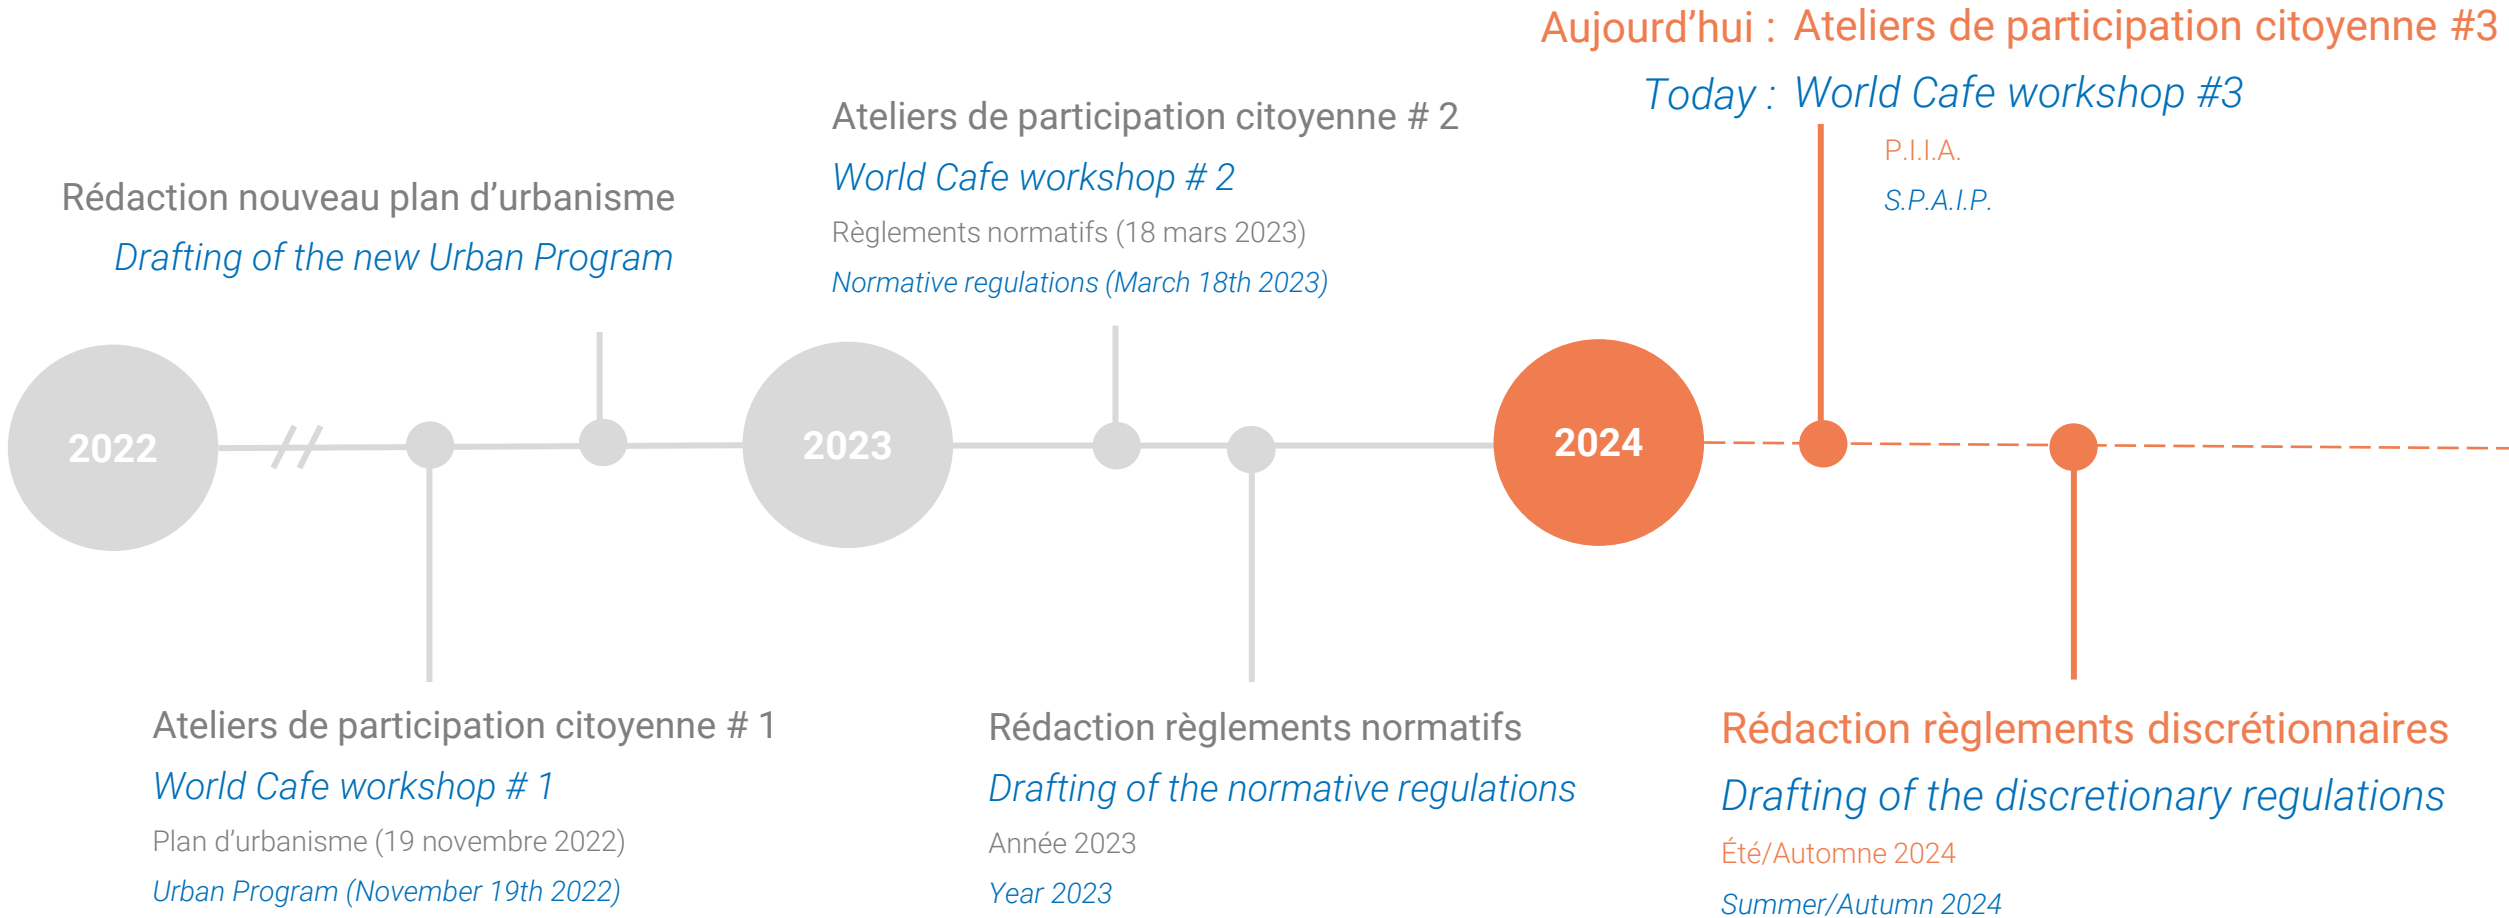 Aujourd'hui : Ateliers de participation citoyenne #3
Today : World Cafe workshop #3
P.I.I.A.
S.P.A.I.P.
Ateliers de participation citoyenne # 2
World Cafe workshop # 2
Règlements normatifs (18 mars 2023)
Normative regulations (March 18th 2023)
Rédaction nouveau plan d'urbanisme
Drafting of the new Urban Program
2022
2023
2024
Ateliers de participation citoyenne # 1
World Cafe workshop # 1
Plan d'urbanisme (19 novembre 2022)
Urban Program (November 19th 2022)
Rédaction règlements normatifs
Drafting of the normative regulations
Année 2023
Year 2023
Rédaction règlements discrétionnaires
Drafting of the discretionary regulations
Été/Automne 2024
Summer/Autumn 2024